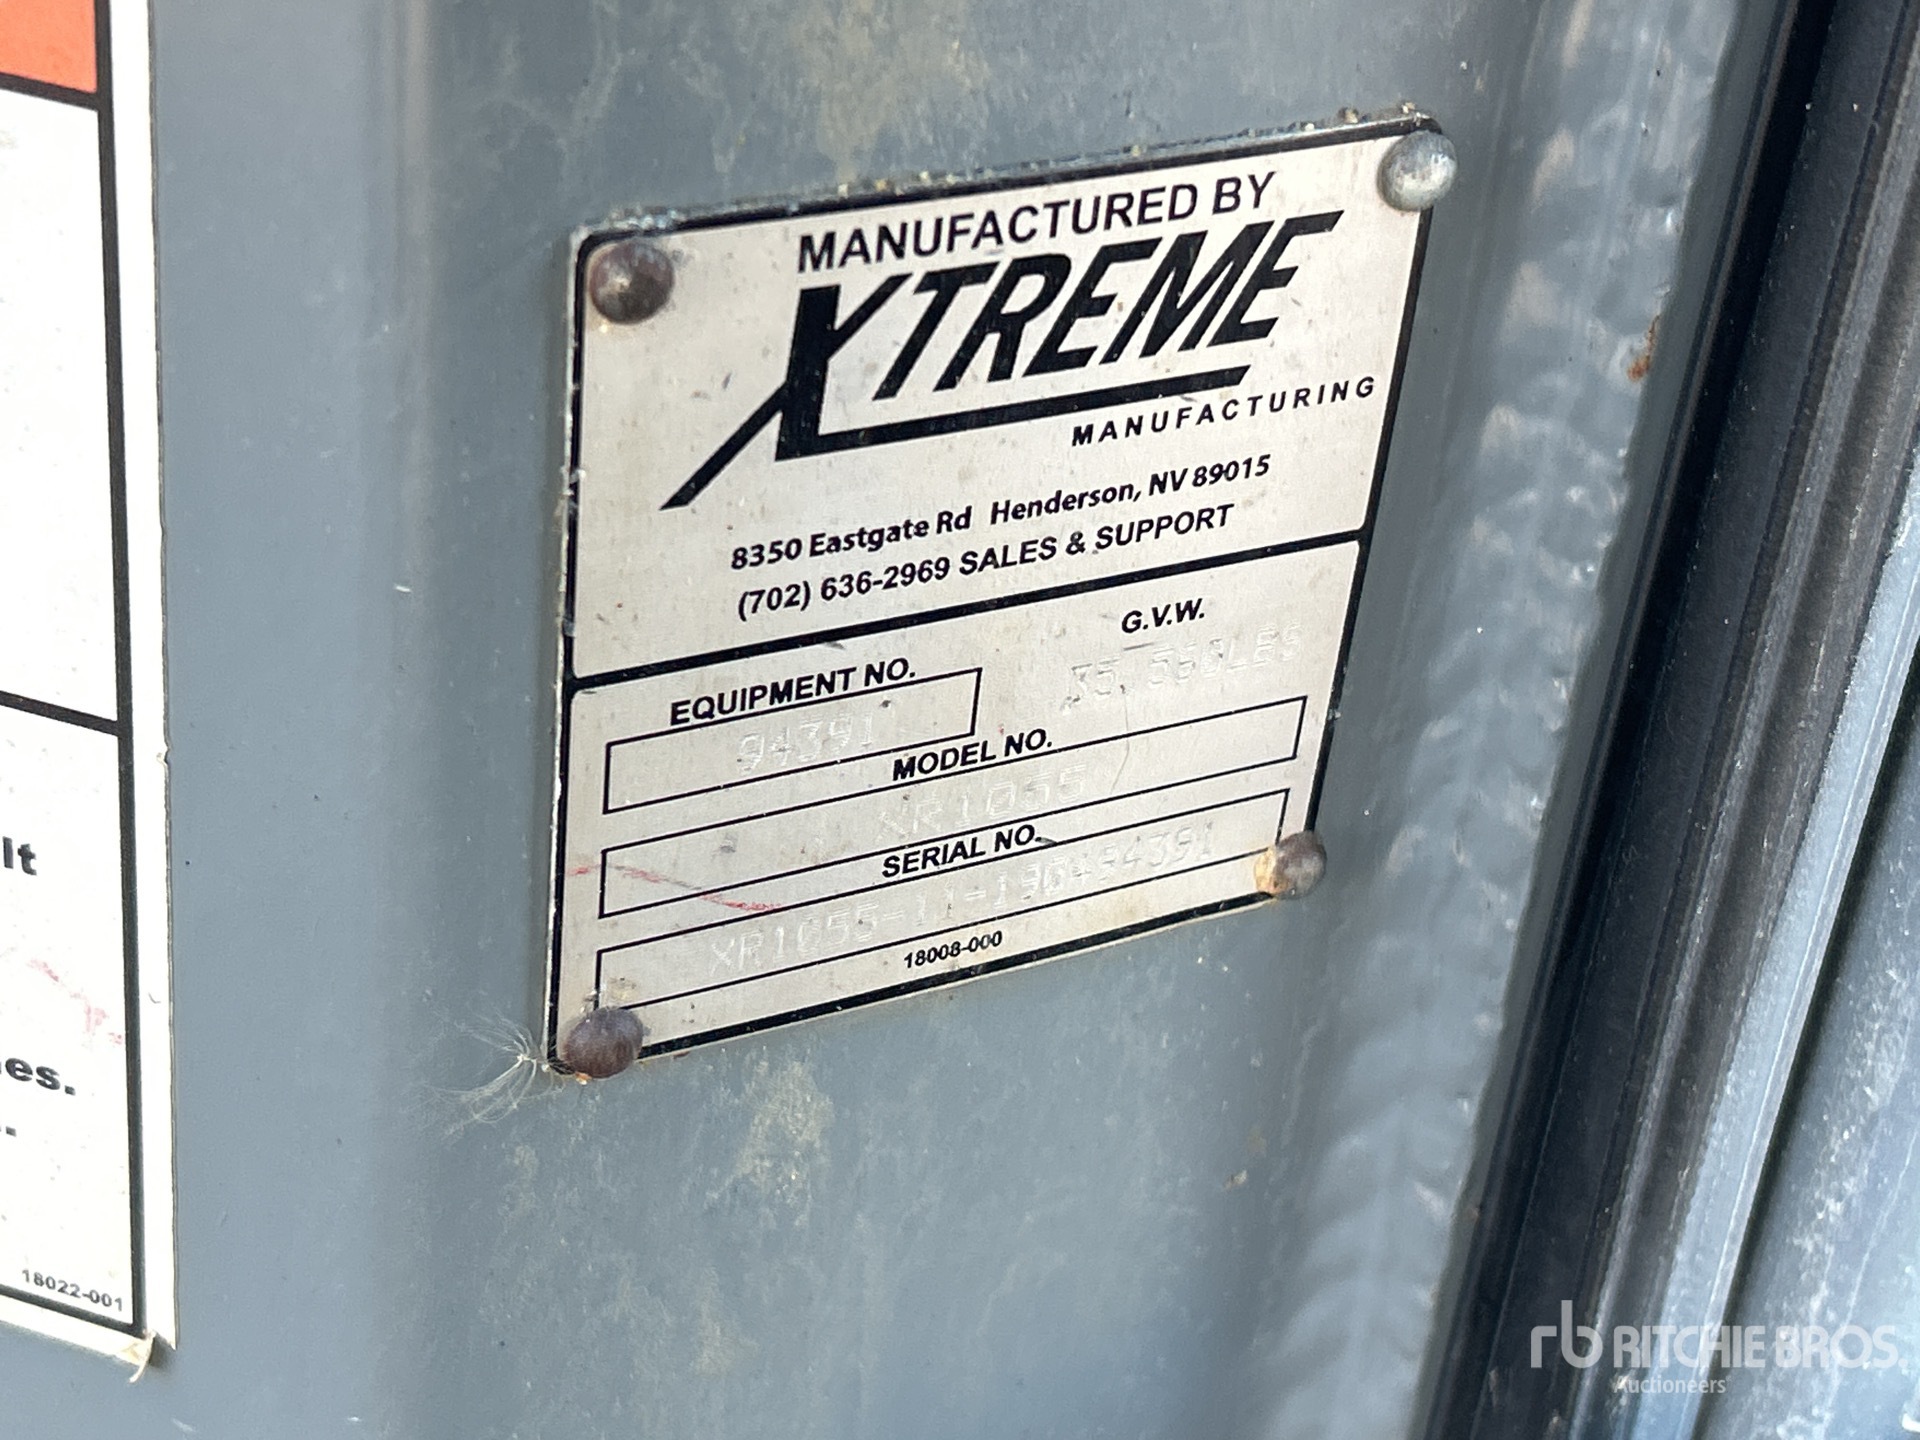 MANUFACTURED BY
XTREME
MANUFACTURING
8350 Eastgate Rd Henderson, NV 89015
(702) 636-2969 SALES & SUPPORT
G.V.W.
EQUIPMENT NO.
94391
MODEL NO.
XR1055
SERIAL NO.
18008-000
lt
es.
18022-001
rb RITCHIE BROS.
Auctioneers